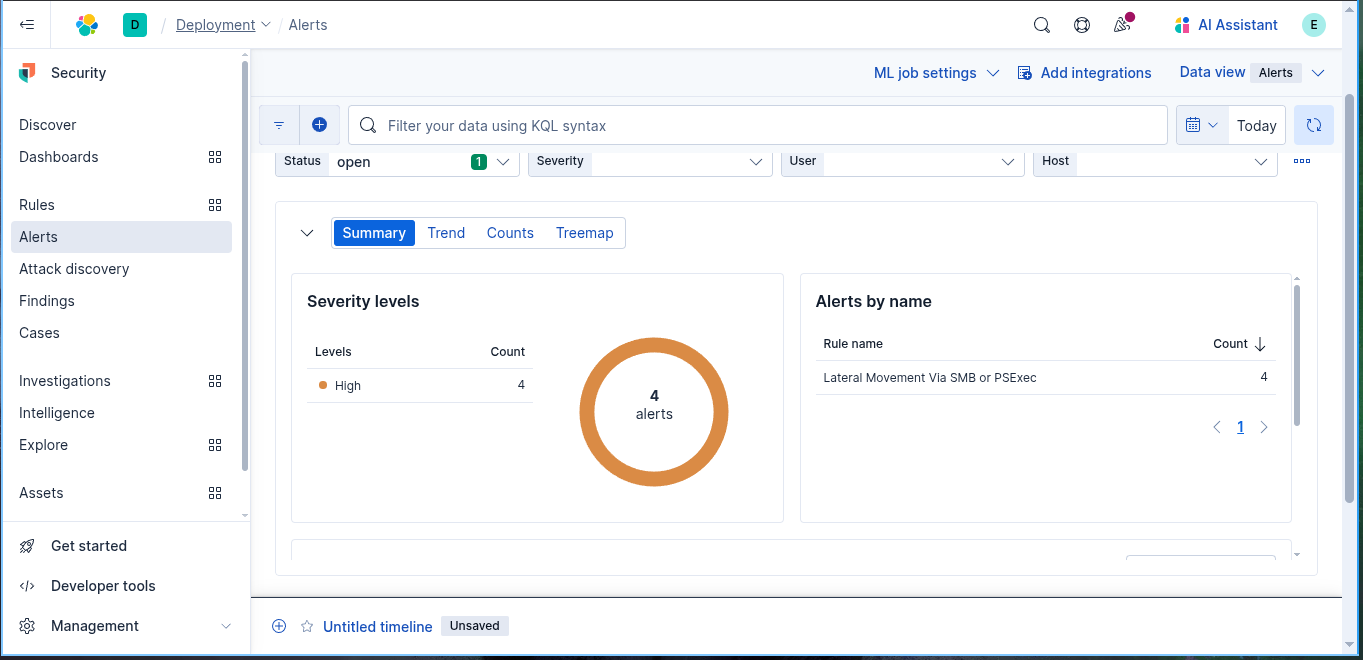 D / Deployment / Alerts
AI Assistant E
Security
Discover
Dashboards
Rules
Alerts
Attack discovery
Findings
Cases
Investigations
Intelligence
Explore
Assets
Get started
Developer tools
Management
ML job settings Add integrations Data view Alerts
Filter your data using KQL syntax Today
Status open 1 Severity User Host
Summary Trend Counts Treemap
Severity levels
Levels Count
High 4
4
alerts
Alerts by name
Rule name Count
Lateral Movement Via SMB or PSExec 4
1
Untitled timeline Unsaved